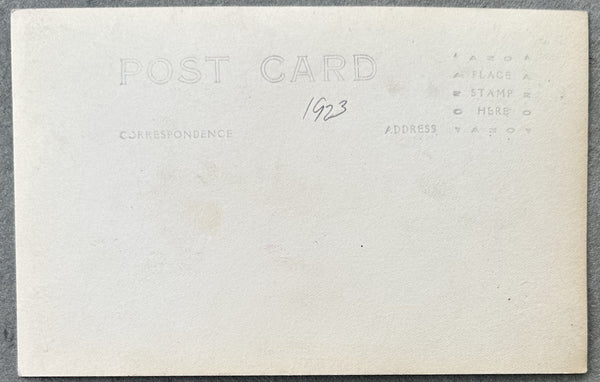 POST CARD
1923
CORRESPONDENCE
ADDRESS
PLACE
STAMP
HERE